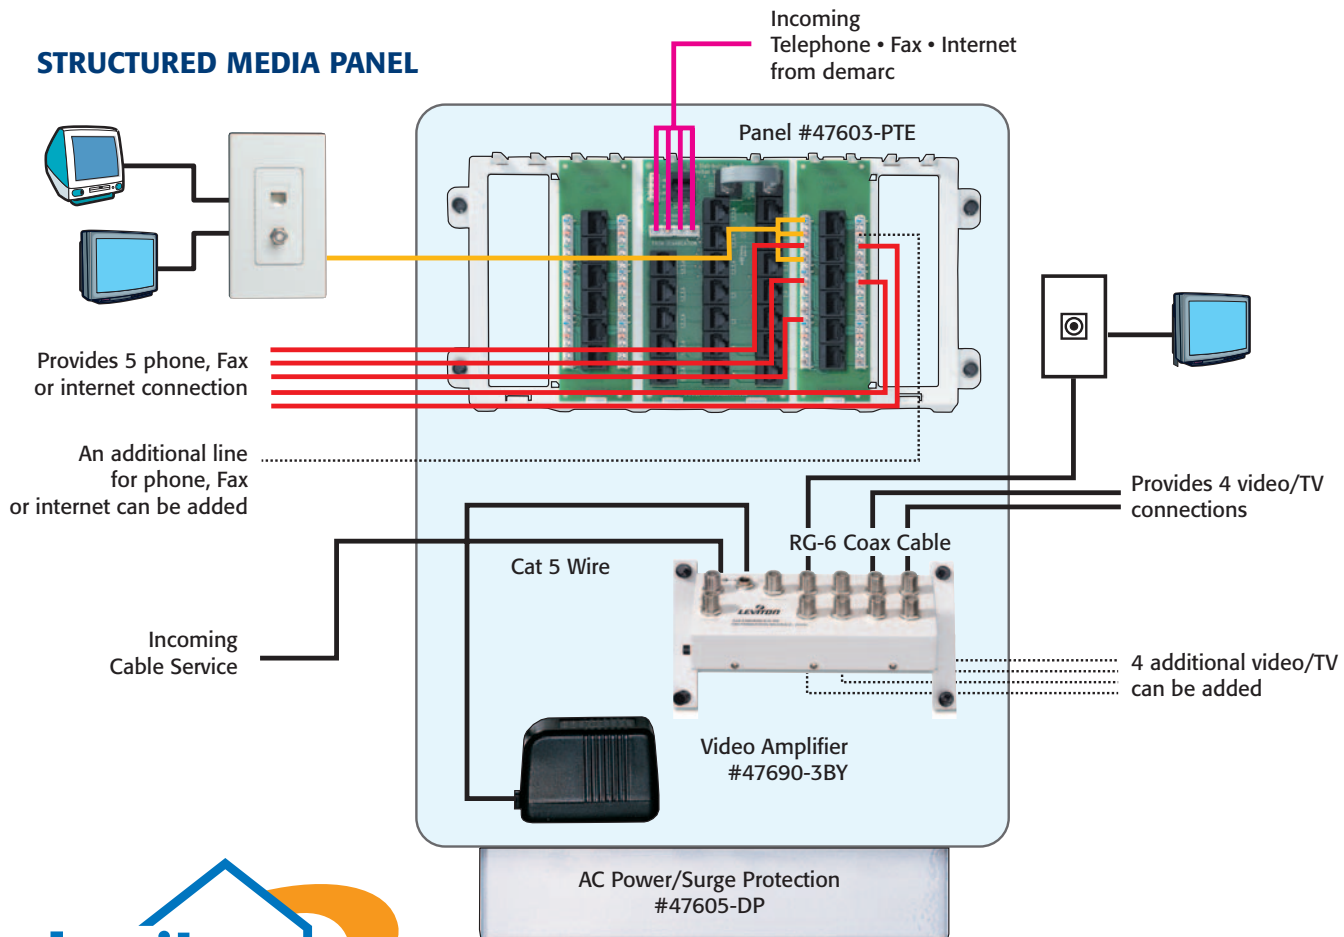 STRUCTURED MEDIA PANEL
Incoming
Telephone • Fax • Internet
from demarc
Panel #47603-PTE
Provides 5 phone, Fax
or internet connection
An additional line
for phone, Fax
or internet can be added
Provides 4 video/TV
connections
RG-6 Coax Cable
Cat 5 Wire
LEVITON
Incoming
Cable Service
4 additional video/TV
can be added
Video Amplifier
#47690-3BY
AC Power/Surge Protection
#47605-DP